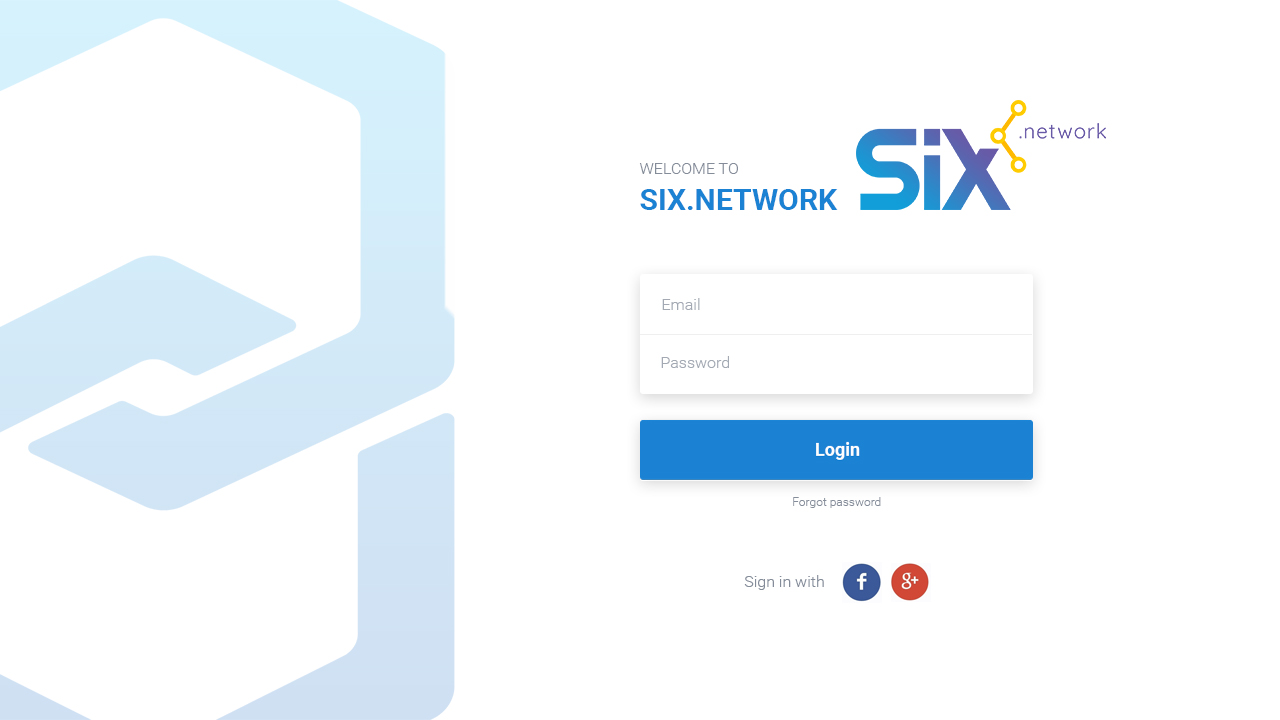 WELCOME TO
SIX.NETWORK
SiX
.network
Email
Password
Login
Forgot password
Sign in with
f
g+